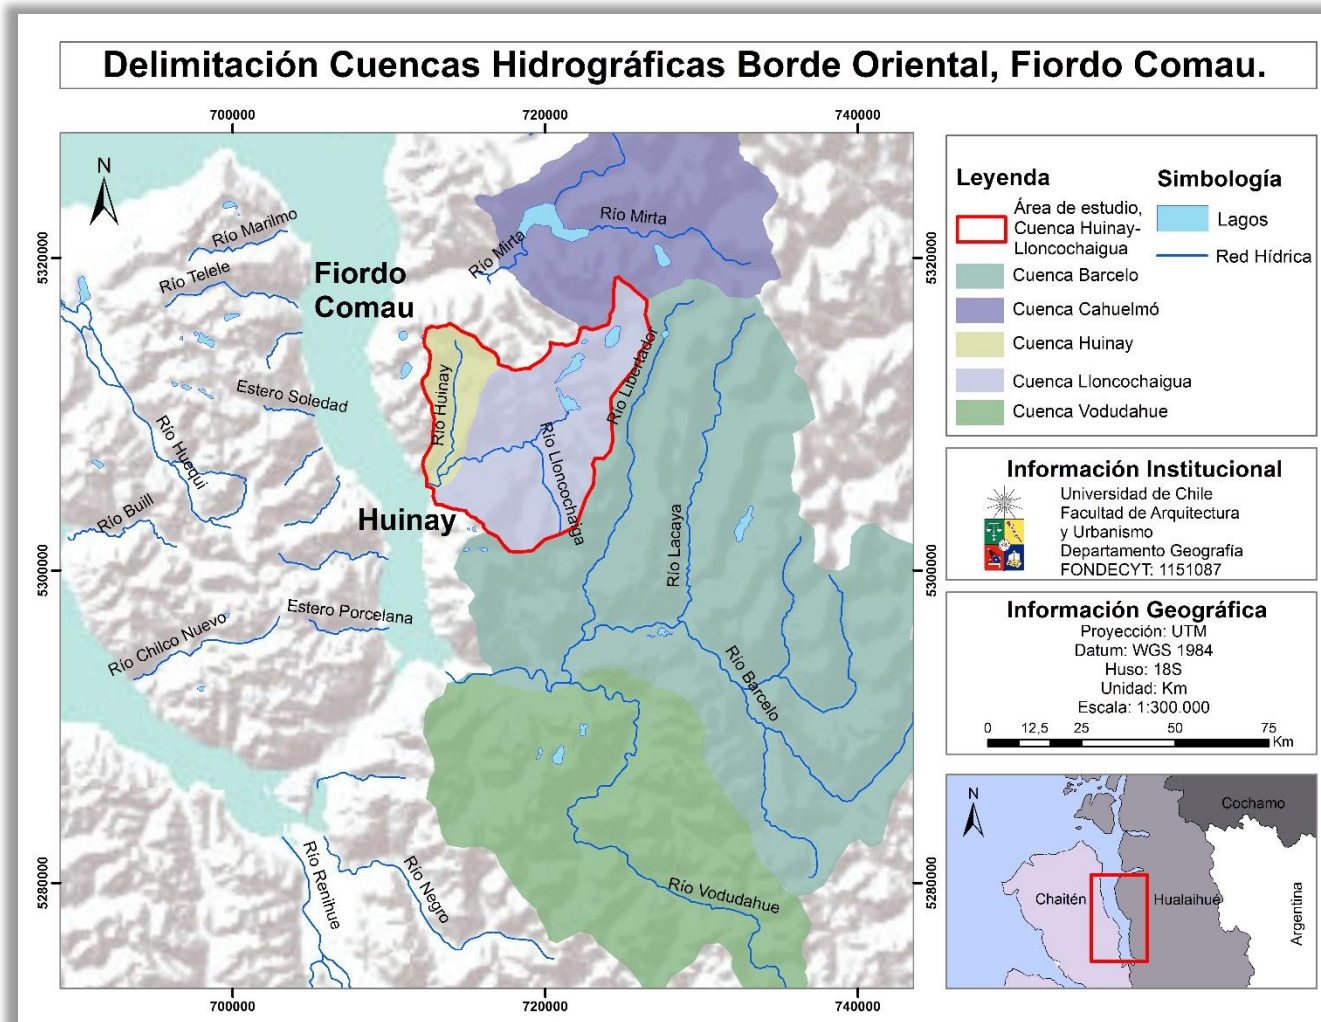 Delimitación Cuencas Hidrográficas Borde Oriental, Fiordo Comau.
700000
720000
740000
N
5320000
5300000
5280000
Río Marilmo
Río Telele
Fiordo
Comau
Río Mirta
Río Mirta
Estero Soledad
Río Huequi
Río Buill
Río Huinay
Río Libertador
Río Lloncochaiga
Huinay
Río Lacaya
Estero Porcelana
Río Chilco Nuevo
Río Barcelo
Río Vodudahue
Río Renihue
Río Negro
5320000
5300000
5280000
700000
720000
740000
Leyenda
Área de estudio,
Cuenca Huinay-
Lloncochaigua
Cuenca Barcelo
Cuenca Cahuelmó
Cuenca Huinay
Cuenca Lloncochaigua
Cuenca Vodudahue
Simbología
Lagos
Red Hídrica
Información Institucional
Universidad de Chile
Facultad de Arquitectura
y Urbanismo
Departamento Geografía
FONDECYT: 1151087
Información Geográfica
Proyección: UTM
Datum: WGS 1984
Huso: 18S
Unidad: Km
Escala: 1:300.000
0 12,5 25 50 75
Km
N
Cochamo
Chaitén
Hualaihué
Argentina